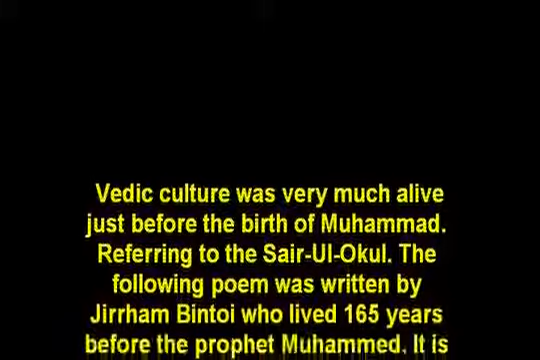 Vedic culture was very much alive
just before the birth of Muhammad.
Referring to the Sair-Ul-Okul. The
following poem was written by
Jirrham Bintoi who lived 165 years
before the prophet Muhammed. It is